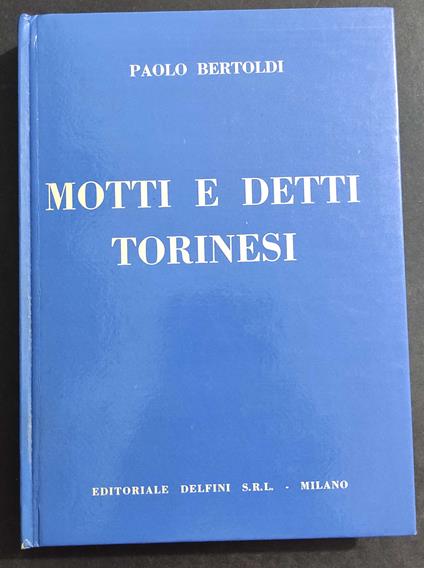 PAOLO BERTOLDI
MOTTI E DETTI
TORINESI
EDITORIALE DELFINI S.R.L. - MILANO